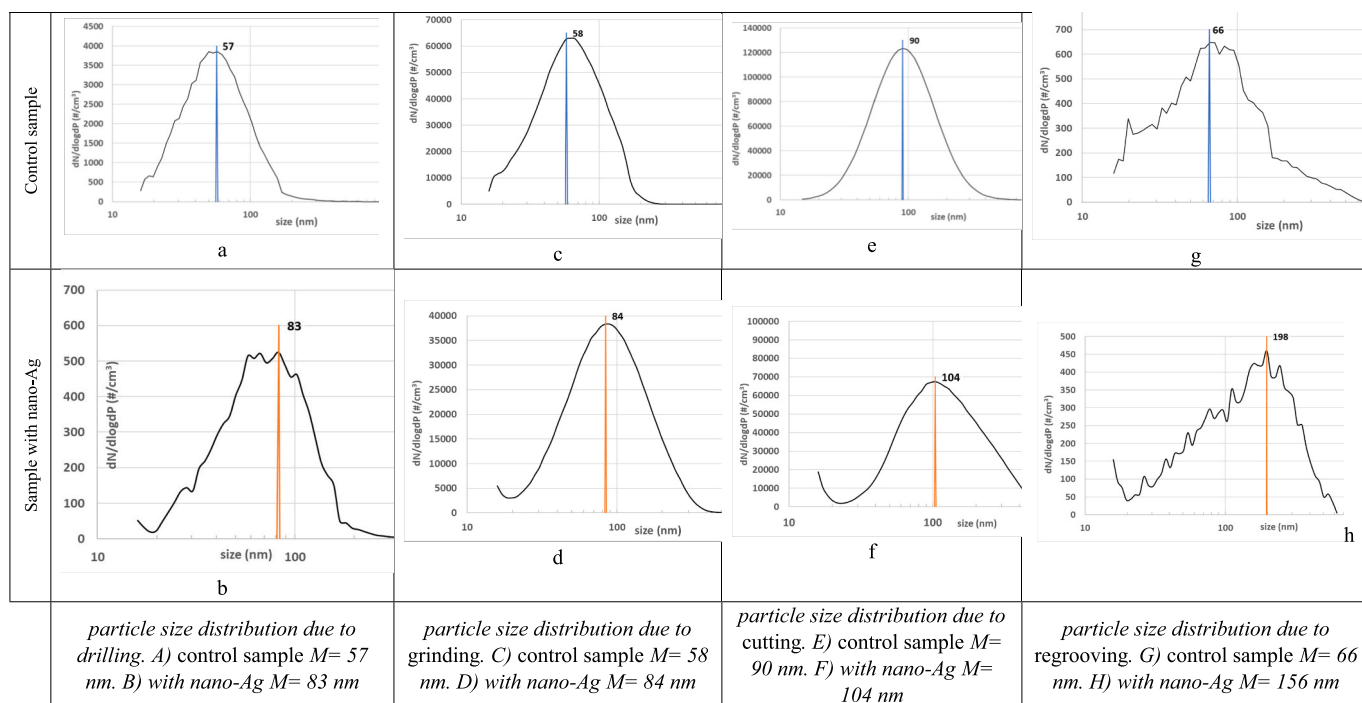 Control sample
4500
4000
3500
3000
2500
2000
1500
1000
500
0
dN/dlogdP (#/cm³)
57
10
100
size (nm)
a
70000
60000
50000
40000
30000
20000
10000
0
dN/dlogdP (#/cm³)
58
10
100
size (nm)
c
140000
120000
100000
80000
60000
40000
20000
0
dN/dlogdP (#/cm³)
90
10
100
size (nm)
e
800
700
600
500
400
300
200
100
0
dN/dlogdP (#/cm³)
66
10
100
size (nm)
g
Sample with nano-Ag
700
600
500
400
300
200
100
0
dN/dlogdP (#/cm³)
83
10
size (nm)
100
b
40000
35000
30000
25000
20000
15000
10000
5000
0
dN/dlogdP (#/cm³)
84
10
100
size (nm)
d
100000
90000
80000
70000
60000
50000
40000
30000
20000
10000
0
dN/dlogdP (#/cm³)
104
10
100
size (nm)
f
500
450
400
350
300
250
200
150
100
50
0
dN/dlogdP (#/cm³)
198
10
100
size (nm)
h
particle size distribution due to
drilling. A) control sample M= 57
nm. B) with nano-Ag M= 83 nm
particle size distribution due to
grinding. C) control sample M= 58
nm. D) with nano-Ag M= 84 nm
particle size distribution due to
cutting. E) control sample M=
90 nm. F) with nano-Ag M=
104 nm
particle size distribution due to
regrooving. G) control sample M= 66
nm. H) with nano-Ag M= 156 nm